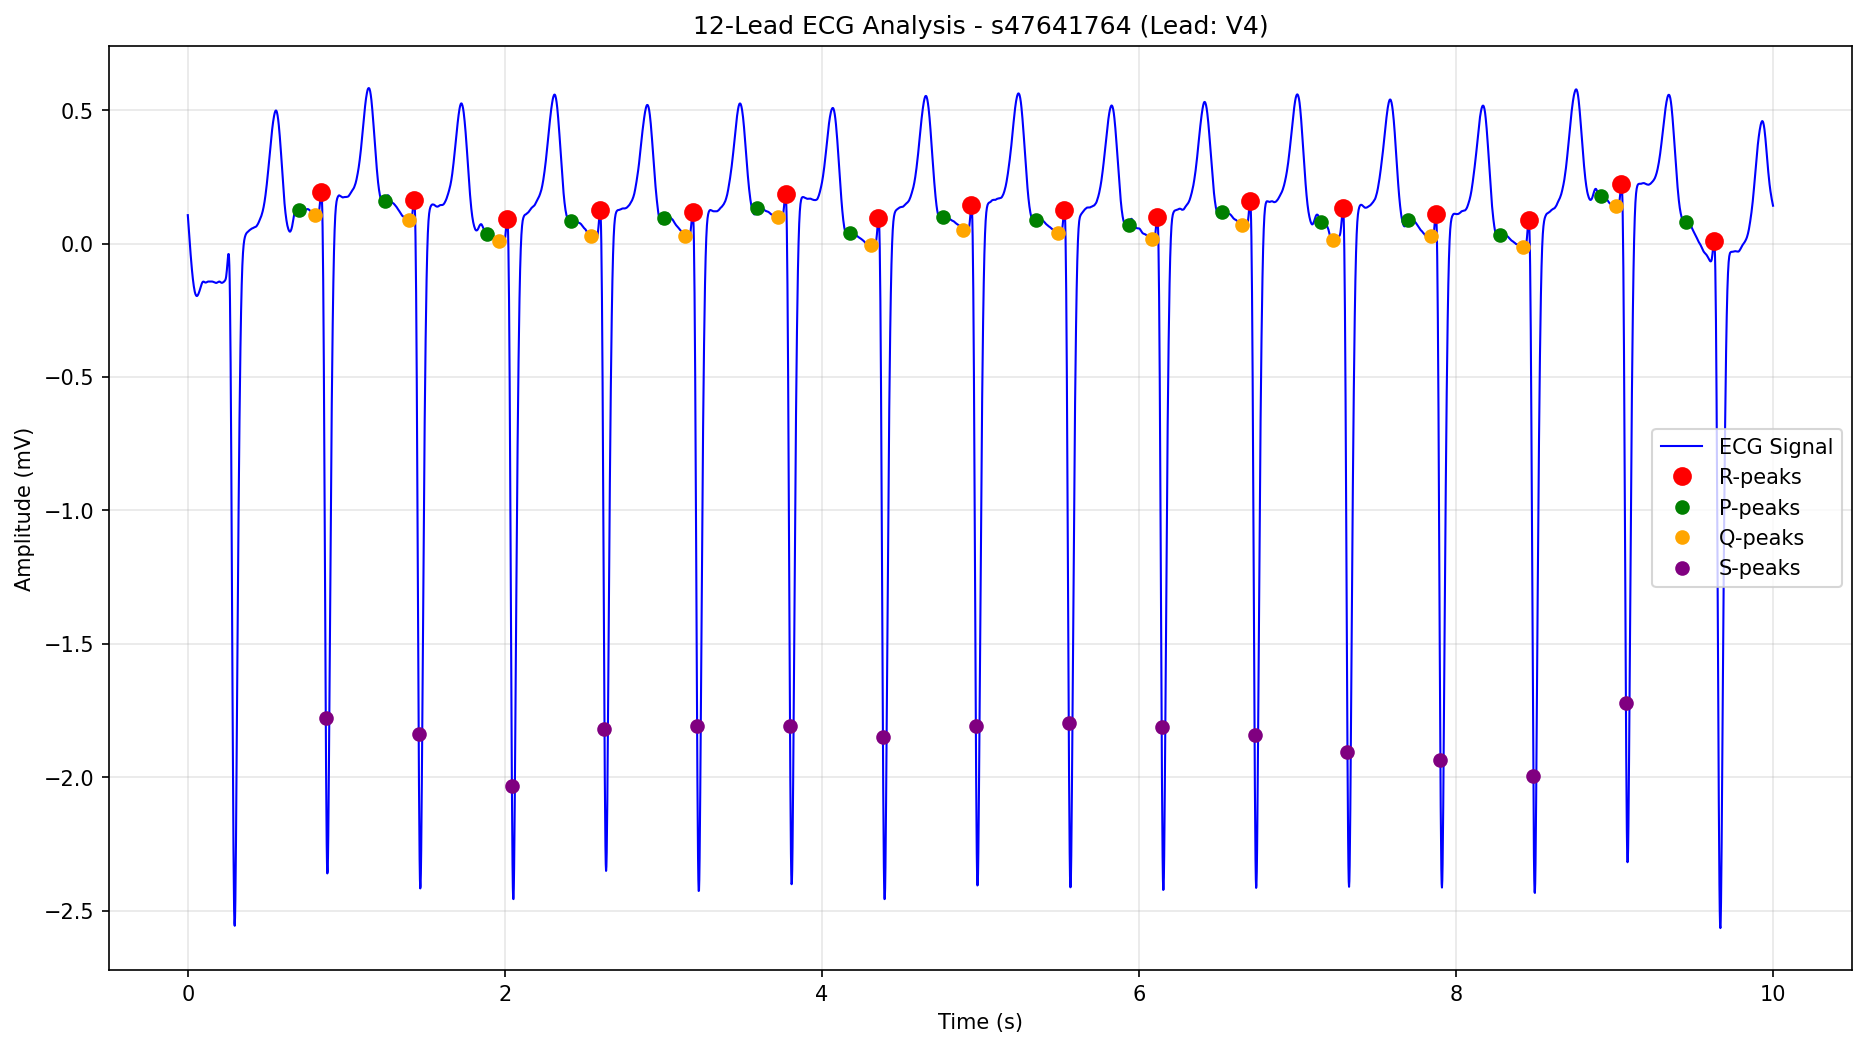 12-Lead ECG Analysis - s47641764 (Lead: V4)
0.5
0.0
−0.5
−1.0
−1.5
−2.0
−2.5
Amplitude (mV)
ECG Signal
R-peaks
P-peaks
Q-peaks
S-peaks
0 2 4 6 8 10
Time (s)